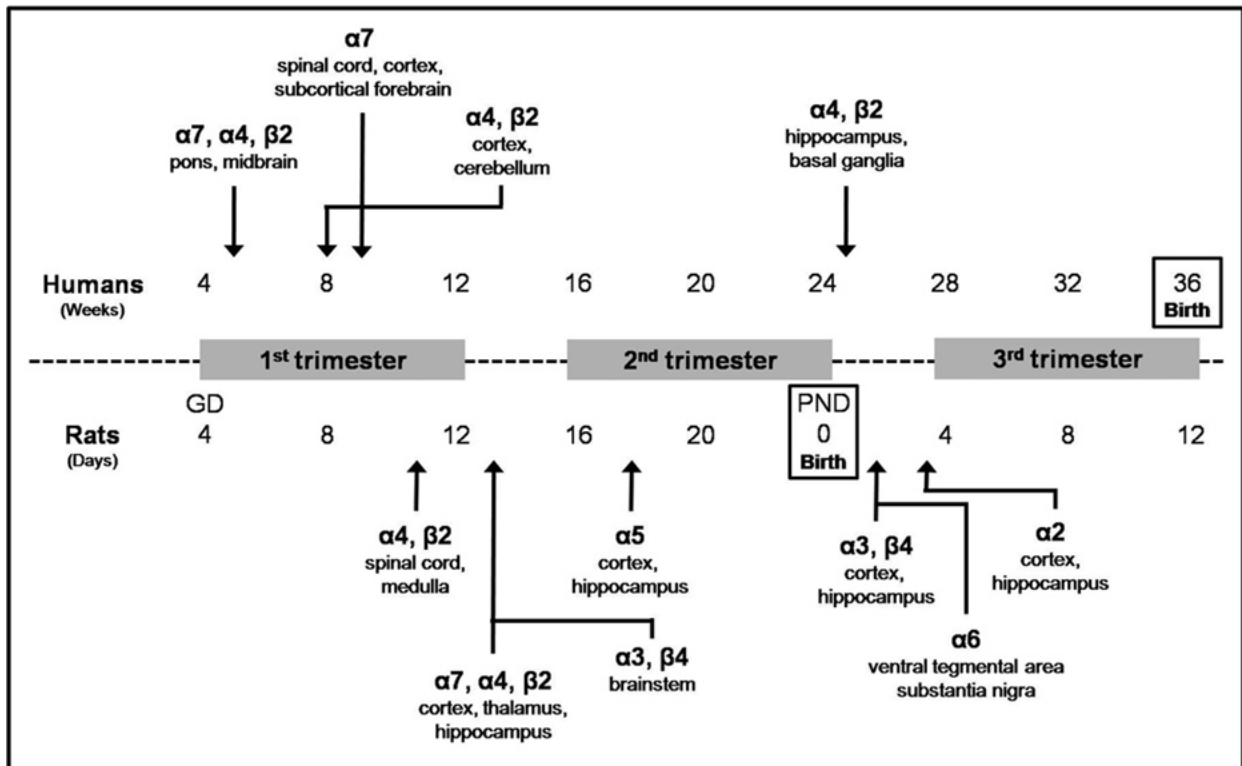 α7
spinal cord, cortex,
subcortical forebrain
α7, α4, β2
pons, midbrain
α4, β2
cortex,
cerebellum
α4, β2
hippocampus,
basal ganglia
Humans 4 8 12 16 20 24 28 32 36
(Weeks) Birth
1st trimester 2nd trimester 3rd trimester
GD PND
Rats 4 8 12 16 20 0 4 8 12
(Days) Birth
α4, β2
spinal cord,
medulla
α5
cortex,
hippocampus
α3, β4
cortex,
hippocampus
α2
cortex,
hippocampus
α7, α4, β2
cortex, thalamus,
hippocampus
α3, β4
brainstem
α6
ventral tegmental area
substantia nigra